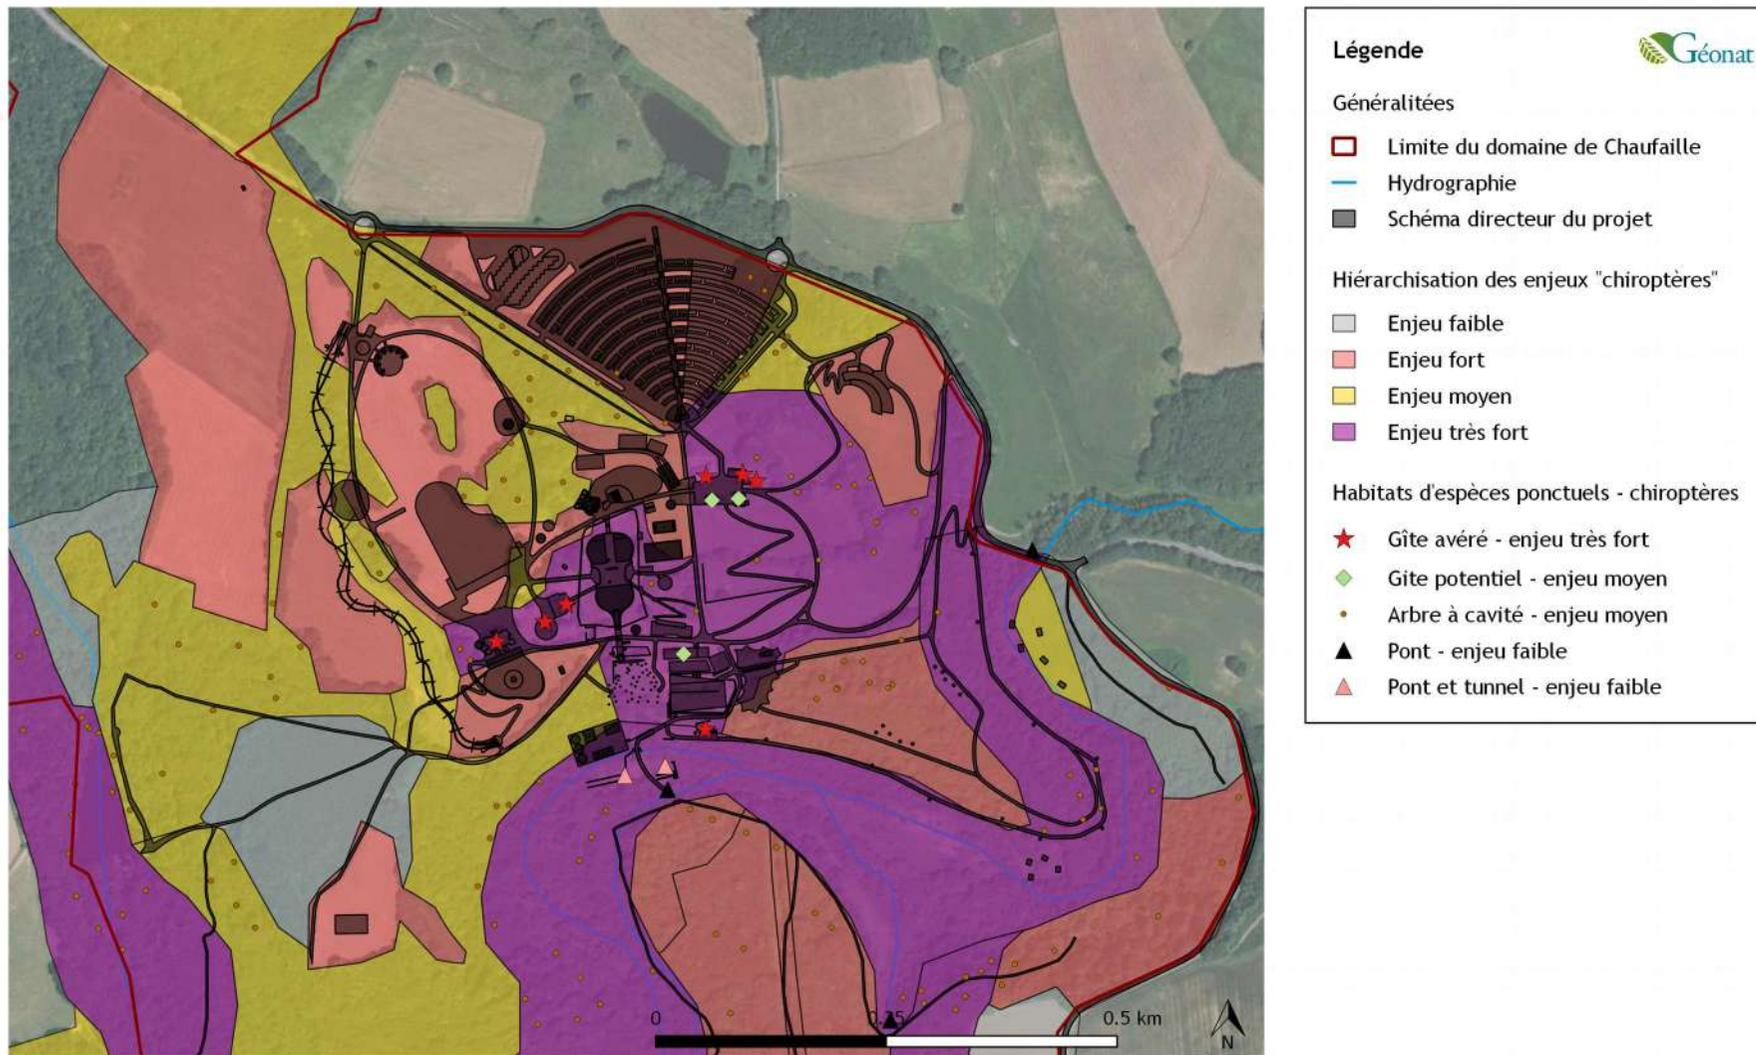 Légende
Géonat
Généralitées
Limite du domaine de Chaufaille
Hydrographie
Schéma directeur du projet
Hiérarchisation des enjeux "chiroptères"
Enjeu faible
Enjeu fort
Enjeu moyen
Enjeu très fort
Habitats d'espèces ponctuels - chiroptères
Gîte avéré - enjeu très fort
Gite potentiel - enjeu moyen
Arbre à cavité - enjeu moyen
Pont - enjeu faible
Pont et tunnel - enjeu faible
0 0.25 0.5 km
N